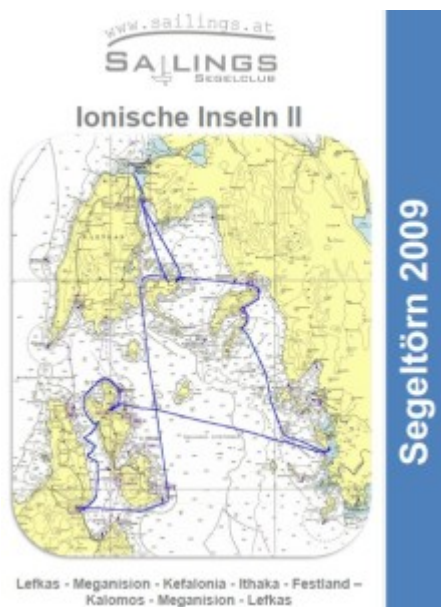 www.sailings.at
SAILINGS
SEGELCLUB
Ionische Inseln II
Segeltörn 2009
Lefkas - Meganision - Kefalonia - Ithaka - Festland –
Kalomos - Meganision - Lefkas